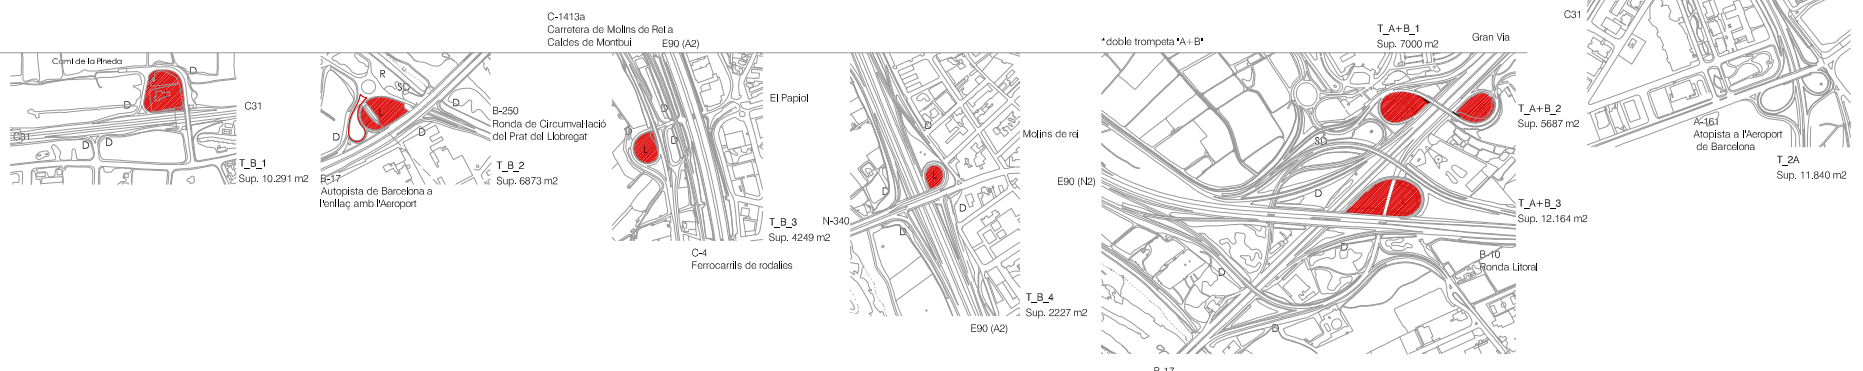 C-1413a
Carretera de Molins de Rei a
Caldes de Montbui
E90 (A2)
Camí de la Pineda
D
D
C31
C31
D
D
T_B_1
Sup. 10.291 m2
R
SD
D
L
D
D
B-250
Ronda de Circumval·lació
del Prat del Llobregat
T_B_2
Sup. 6873 m2
B-17
Autopista de Barcelona a
l'enllaç amb l'Aeroport
D
D
D
L
D
El Papiol
T_B_3
Sup. 4249 m2
C-4
Ferrocarrils de rodalies
D
L
D
D
D
N-340
Molins de rei
E90 (N2)
T_B_4
Sup. 2227 m2
E90 (A2)
*doble trompeta "A+B"
T_A+B_1
Sup. 7000 m2
Gran Via
T_A+B_2
Sup. 5687 m2
SD
D
L
T_A+B_3
Sup. 12.164 m2
D
D
D
B-10
Ronda Litoral
B-17
C31
A-161
Atopista a l'Aeroport
de Barcelona
T_2A
Sup. 11.840 m2